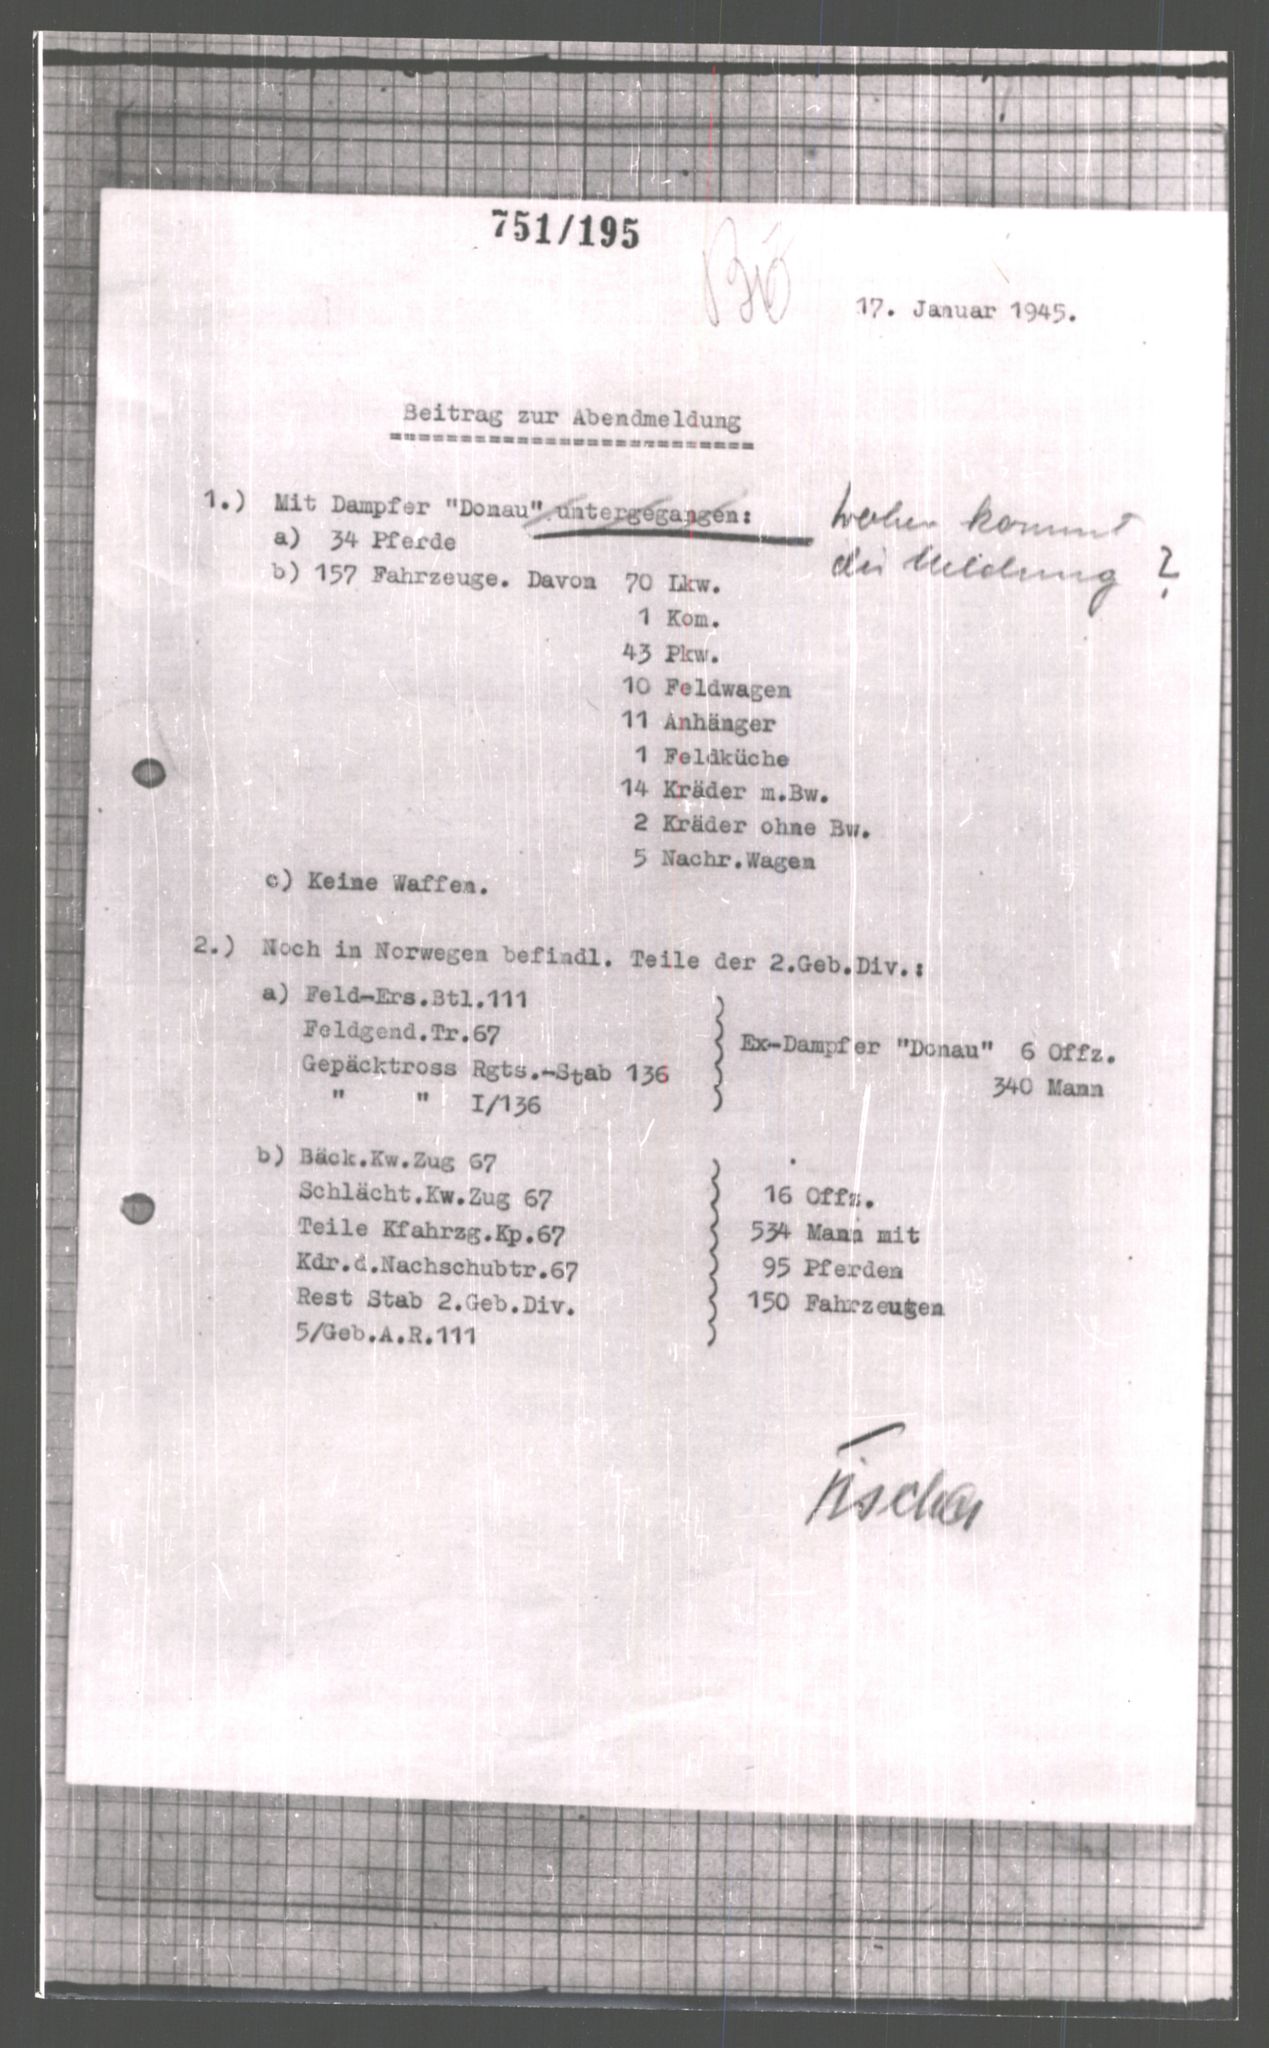 751/195
17. Januar 1945.
Beitrag zur Abendmeldung
1.) Mit Dampfer "Donau" untergegangen:
woher kommt
die Meldung ?
a) 34 Pferde
b) 157 Fahrzeuge. Davon 70 Lkw.
1 Kom.
43 Pkw.
10 Feldwagen
11 Anhänger
1 Feldküche
14 Kräder m.Bw.
2 Kräder ohne Bw.
5 Nachr.Wagen
c) Keine Waffen.
2.) Noch in Norwegen befindl. Teile der 2.Geb.Div.:
a) Feld-Ers.Btl.111
Feldgend.Tr.67
Ex-Dampfer "Donau" 6 Offz.
Gepäcktross Rgts.-Stab 136
340 Mann
" " I/136
b) Bäck.Kw.Zug 67
Schlächt.Kw.Zug 67 16 Offz.
Teile Kfahrzg.Kp.67 534 Mann mit
Kdr.d.Nachschubtr.67 95 Pferden
Rest Stab 2.Geb.Div. 150 Fahrzeugen
5/Geb.A.R.111
Fischer